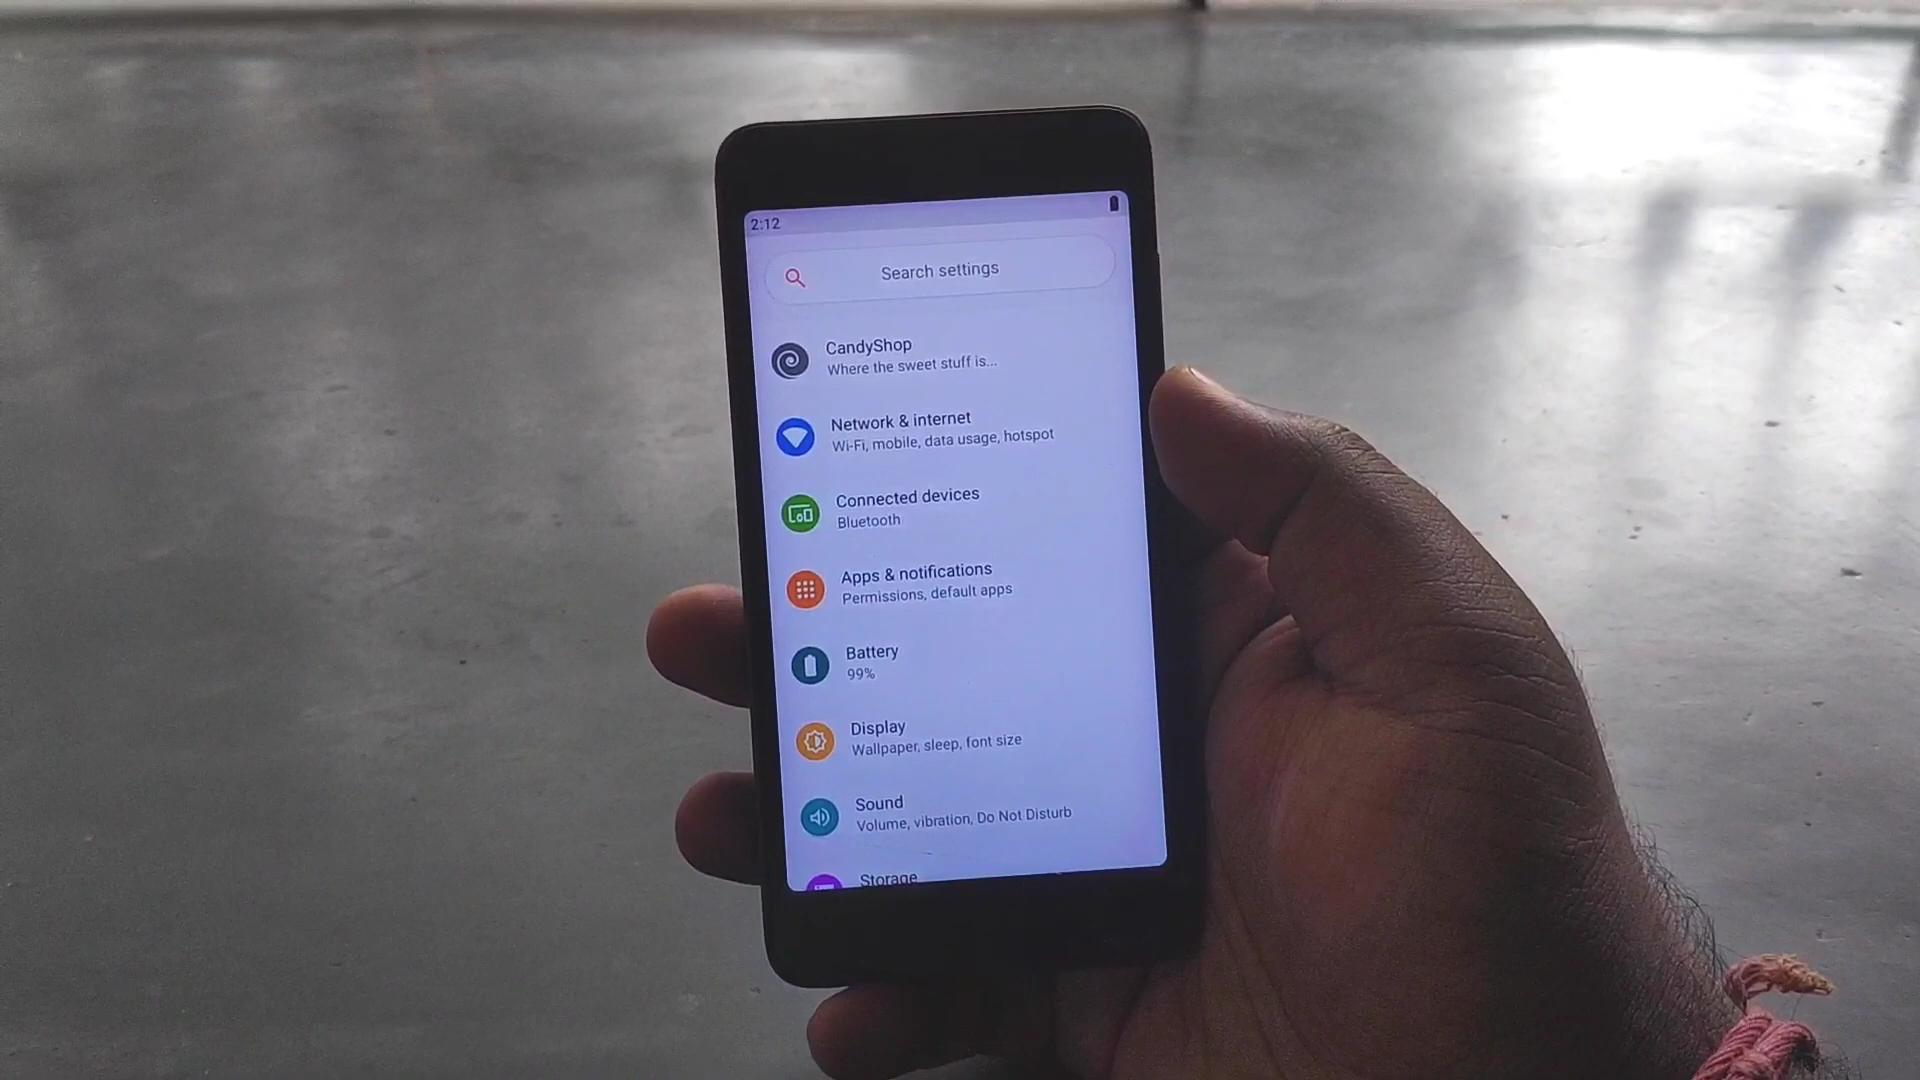 2:12
Search settings
CandyShop
Where the sweet stuff is...
Network & internet
Wi-Fi, mobile, data usage, hotspot
Connected devices
Bluetooth
Apps & notifications
Permissions, default apps
Battery
99%
Display
Wallpaper, sleep, font size
Sound
Volume, vibration, Do Not Disturb
Storage